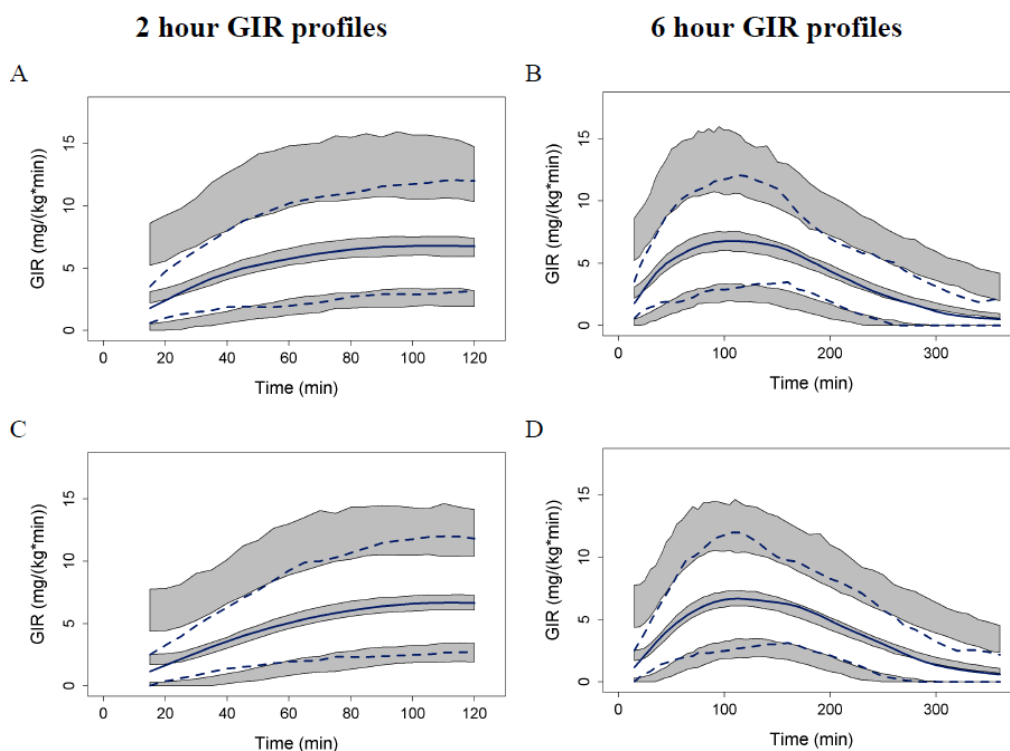 2 hour GIR profiles
6 hour GIR profiles
A
B
GIR (mg/(kg*min))
15
10
5
0
0 20 40 60 80 100 120
Time (min)
GIR (mg/(kg*min))
15
10
5
0
0 100 200 300
Time (min)
C
D
GIR (mg/(kg*min))
15
10
5
0
0 20 40 60 80 100 120
Time (min)
GIR (mg/(kg*min))
15
10
5
0
0 100 200 300
Time (min)